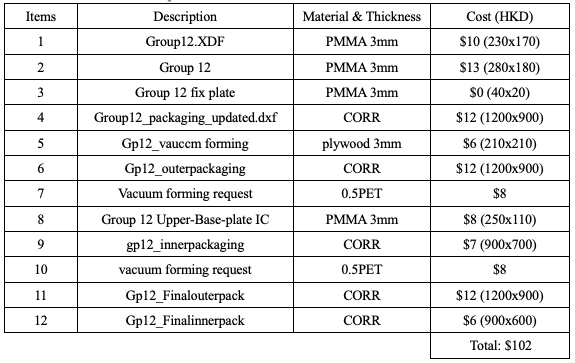 Items Description Material & Thickness Cost (HKD)
1 Group12.XDF PMMA 3mm $10 (230x170)
2 Group 12 PMMA 3mm $13 (280x180)
3 Group 12 fix plate PMMA 3mm $0 (40x20)
4 Group12_packaging_updated.dxf CORR $12 (1200x900)
5 Gp12_vauccm forming plywood 3mm $6 (210x210)
6 Gp12_outerpackaging CORR $12 (1200x900)
7 Vacuum forming request 0.5PET $8
8 Group 12 Upper-Base-plate IC PMMA 3mm $8 (250x110)
9 gp12_innerpackaging CORR $7 (900x700)
10 vacuum forming request 0.5PET $8
11 Gp12_Finalouterpack CORR $12 (1200x900)
12 Gp12_Finalinnerpack CORR $6 (900x600)
Total: $102